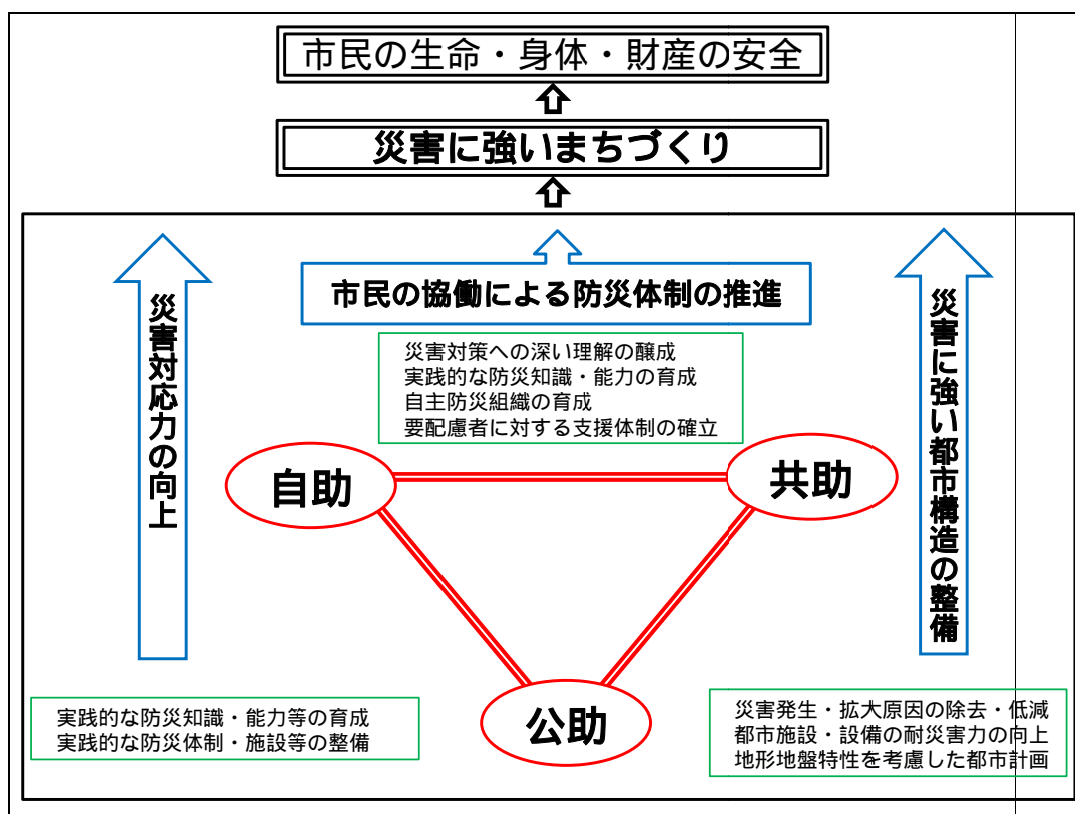 市民の生命・身体・財産の安全
災害に強いまちづくり
市民の協働による防災体制の推進
災害対応力の向上
災害対策への深い理解の醸成
実践的な防災知識・能力の育成
自主防災組織の育成
要配慮者に対する支援体制の確立
災害に強い都市構造の整備
自助
共助
公助
実践的な防災知識・能力等の育成
実践的な防災体制・施設等の整備
災害発生・拡大原因の除去・低減
都市施設・設備の耐災害力の向上
地形地盤特性を考慮した都市計画